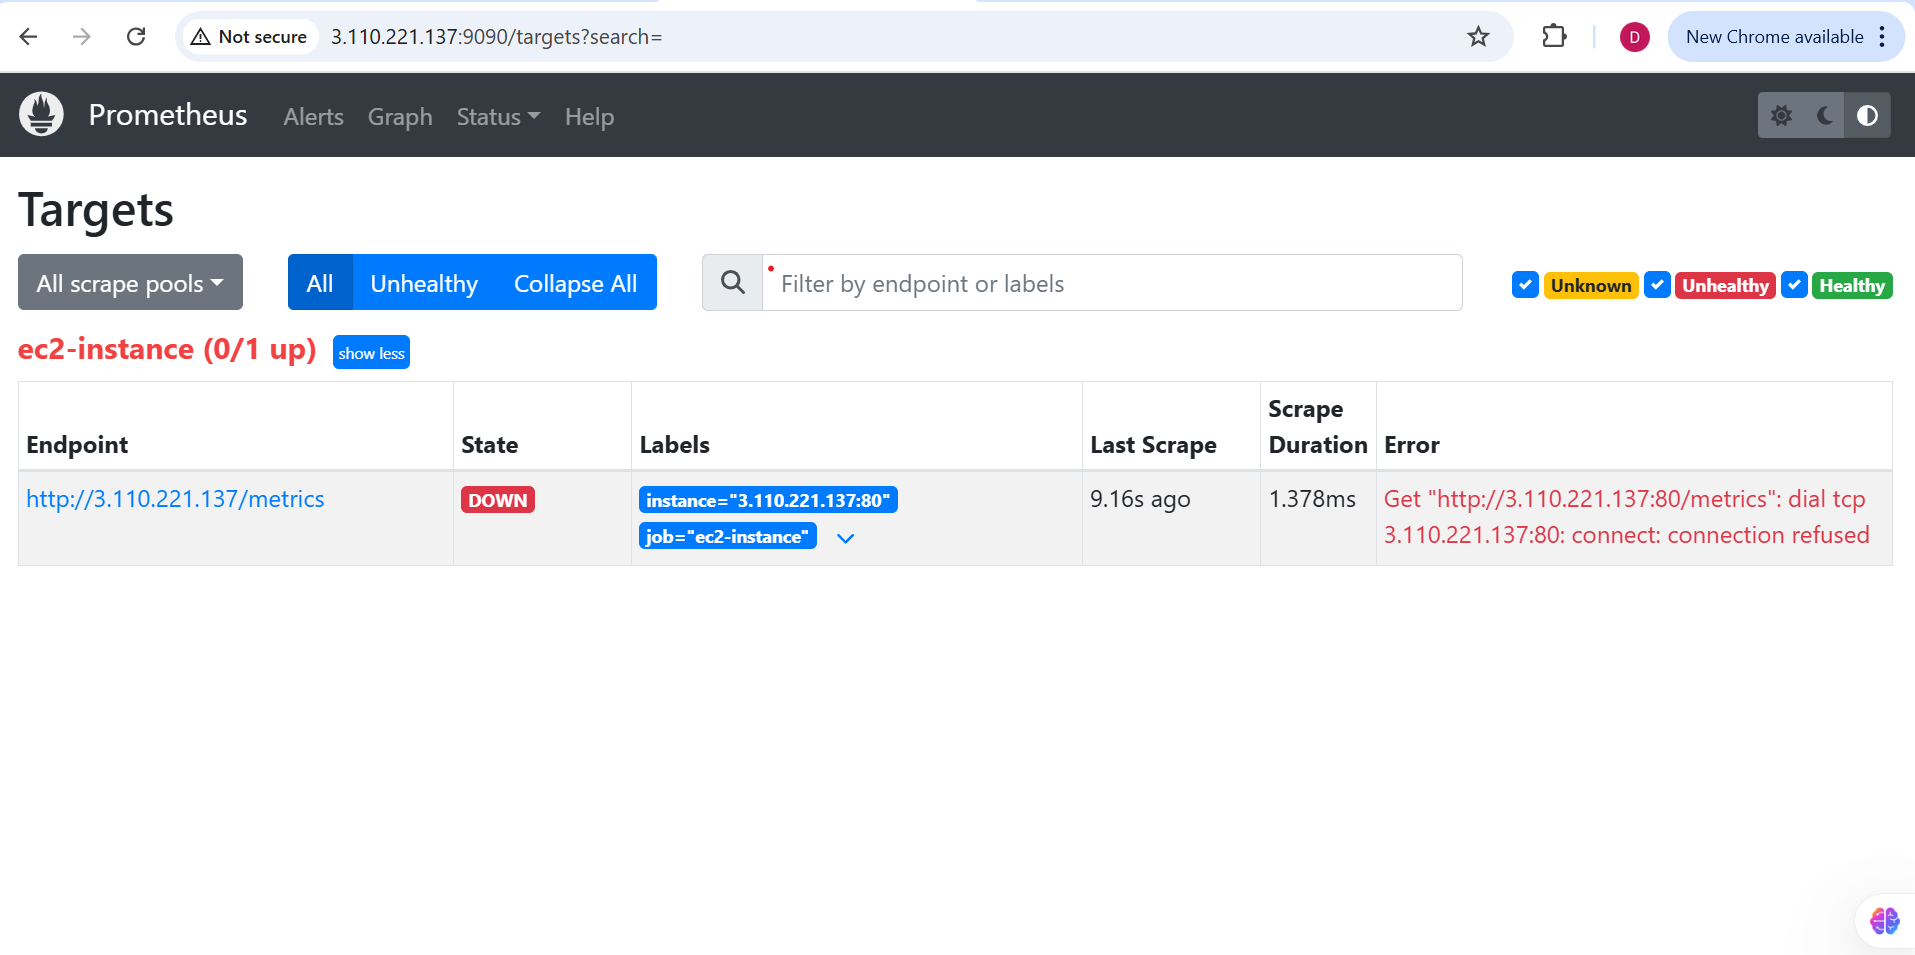 Not secure 3.110.221.137:9090/targets?search= D New Chrome available
Prometheus Alerts Graph Status Help
Targets
All scrape pools All Unhealthy Collapse All Filter by endpoint or labels Unknown Unhealthy Healthy
ec2-instance (0/1 up) show less
Endpoint State Labels Last Scrape Scrape Duration Error
http://3.110.221.137/metrics DOWN instance="3.110.221.137:80" 9.16s ago 1.378ms Get "http://3.110.221.137:80/metrics": dial tcp
job="ec2-instance" 3.110.221.137:80: connect: connection refused